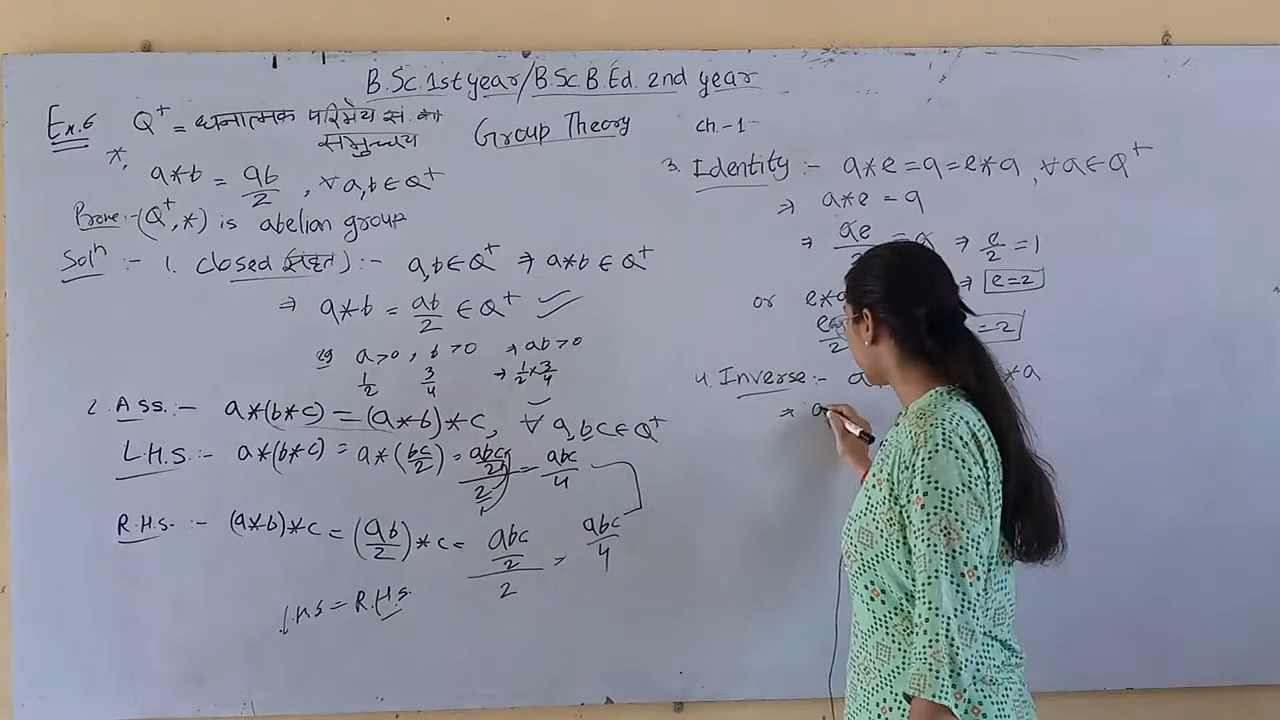 B.Sc. 1st year/B.Sc.B.Ed. 2nd year
Ex.6 Q⁺ = धनात्मक परिमेय सं. का
समुच्चय
Group Theory
ch.-1
*,
a*b = ab/2 , ∀ a,b ∈ Q⁺
Prove:- (Q⁺, *) is abelian group
Solⁿ :- 1. closed (संवृत) :- a,b ∈ Q⁺ ⇒ a*b ∈ Q⁺
⇒ a*b = ab/2 ∈ Q⁺
eg a>0, b>0 ⇒ ab>0
1/2 3/4 ⇒ 1/2 × 3/4
2. Ass. :- a*(b*c) = (a*b)*c, ∀ a,b,c ∈ Q⁺
L.H.S. :- a*(b*c) = a*(bc/2) = abc/2/2 = abc/4
R.H.S. :- (a*b)*c = (ab/2)*c = abc/2/2 = abc/4
L.H.S = R.H.S.
3. Identity :- a*e = a = e*a, ∀ a ∈ Q⁺
⇒ a*e = a
⇒ ae = a ⇒ e/2 = 1
⇒ e=2
or e*a
=2
4. Inverse :- a *a
⇒ a